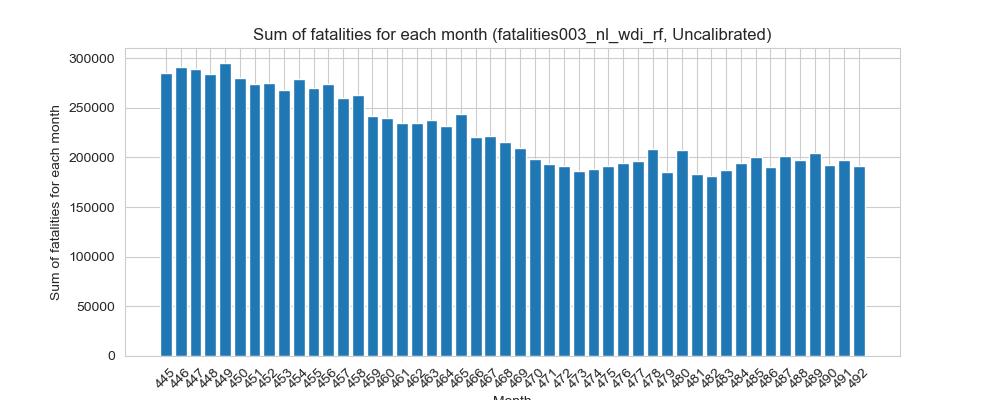 Sum of fatalities for each month (fatalities003_nl_wdi_rf, Uncalibrated)
Sum of fatalities for each month
300000
250000
200000
150000
100000
50000
0
445 446 447 448 449 450 451 452 453 454 455 456 457 458 459 460 461 462 463 464 465 466 467 468 469 470 471 472 473 474 475 476 477 478 479 480 481 482 483 484 485 486 487 488 489 490 491 492
Month